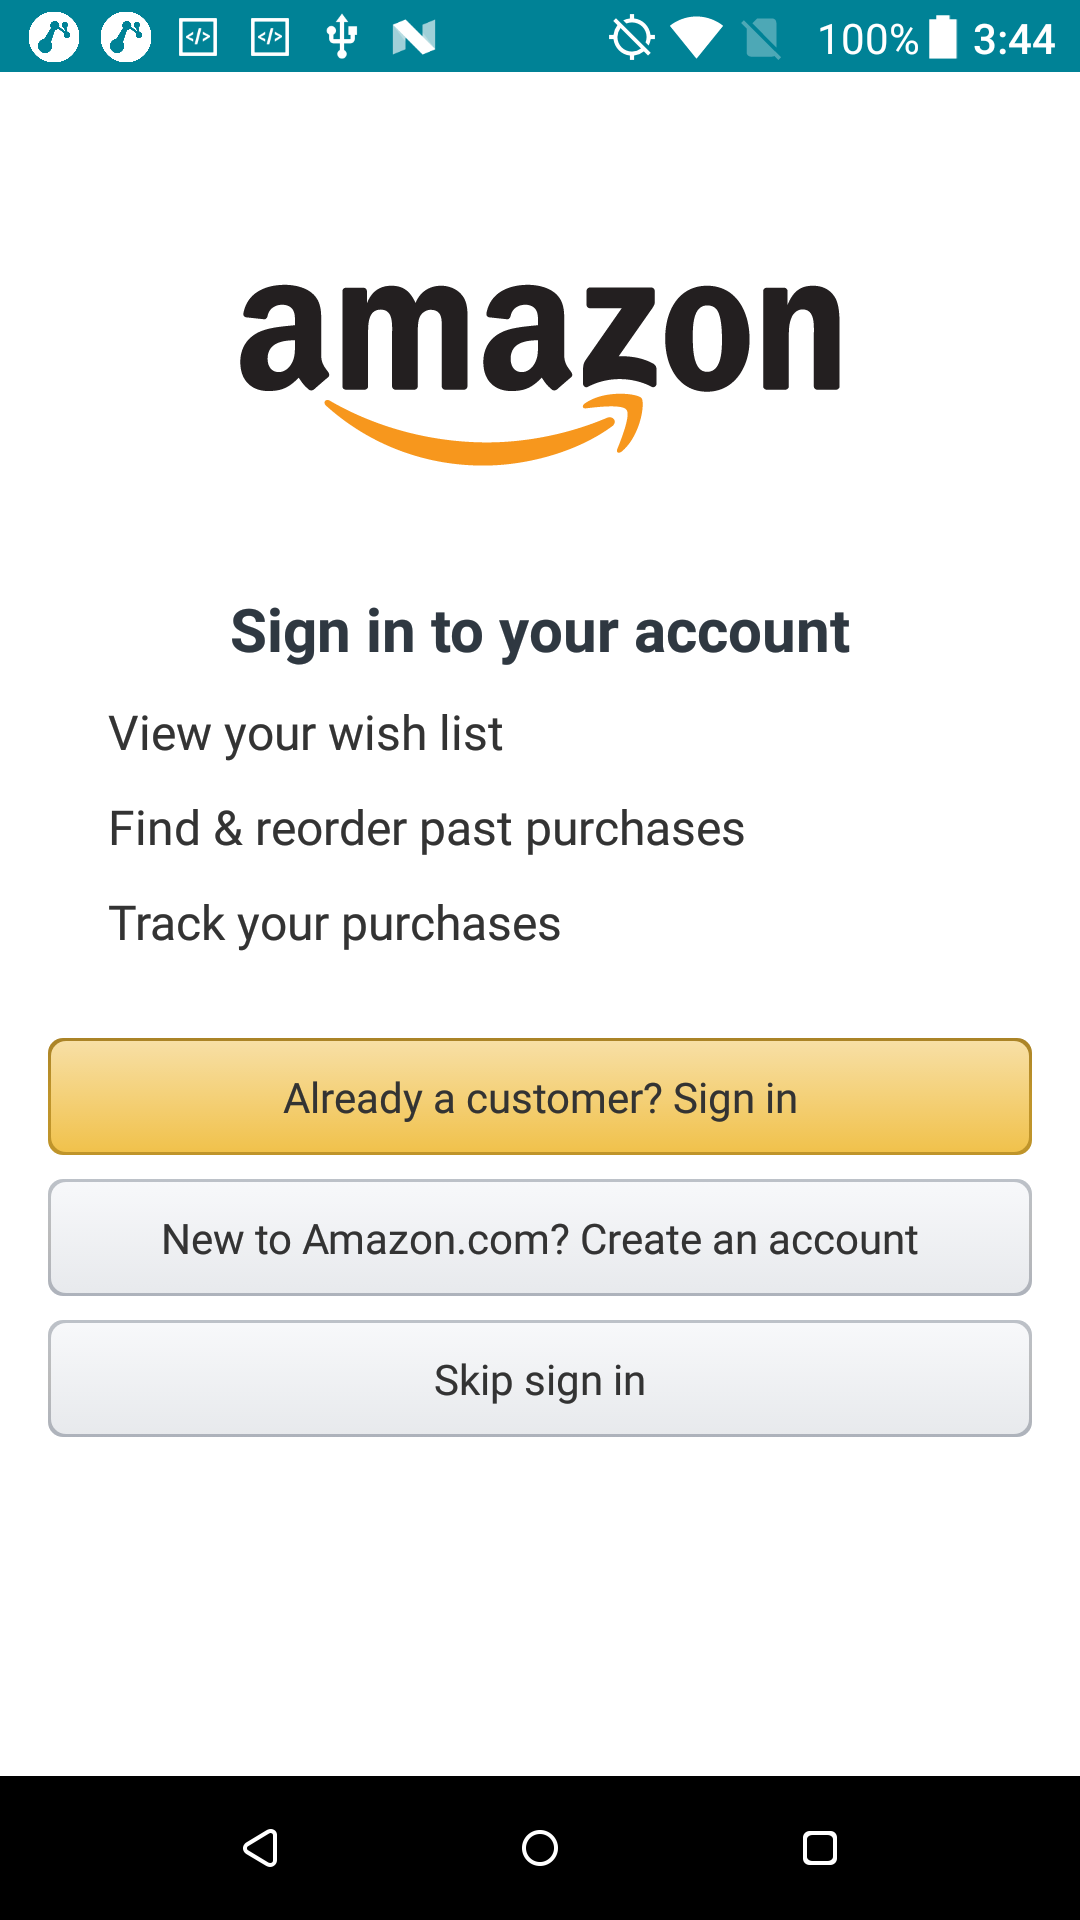 100% 3:44
amazon
Sign in to your account
View your wish list
Find & reorder past purchases
Track your purchases
Already a customer? Sign in
New to Amazon.com? Create an account
Skip sign in